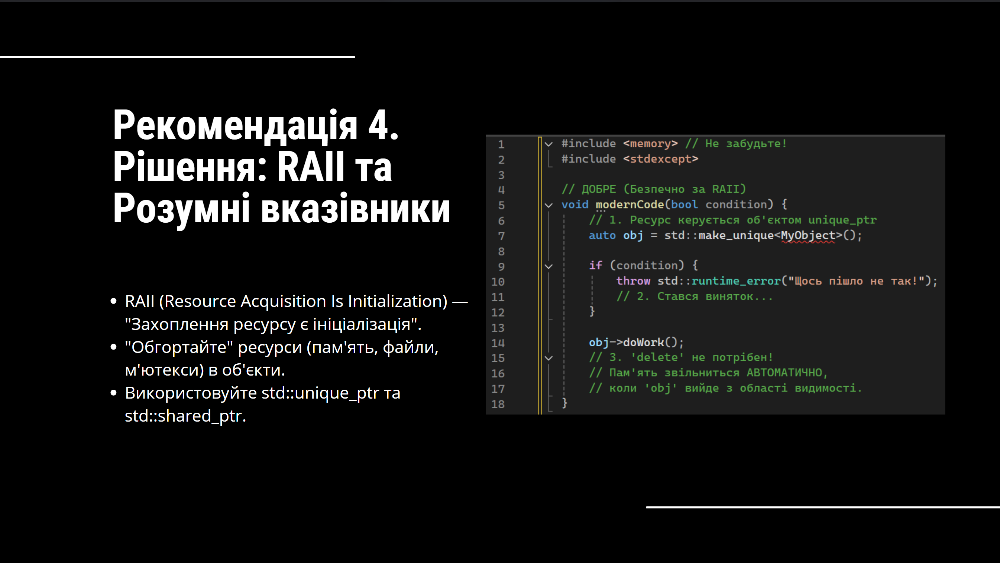 Рекомендація 4.
Рішення: RAII та
Розумні вказівники
• RAII (Resource Acquisition Is Initialization) —
"Захоплення ресурсу є ініціалізація".
• "Обгортайте" ресурси (пам'ять, файли,
м'ютекси) в об'єкти.
• Використовуйте std::unique_ptr та
std::shared_ptr.
1 #include <memory> // Не забудьте!
2 #include <stdexcept>
3
4 // ДОБРЕ (Безпечно за RAII)
5 void modernCode(bool condition) {
6     // 1. Ресурс керується об'єктом unique_ptr
7     auto obj = std::make_unique<MyObject>();
8
9     if (condition) {
10         throw std::runtime_error("Щось пішло не так!");
11         // 2. Стався виняток...
12     }
13
14     obj->doWork();
15     // 3. 'delete' не потрібен!
16     // Пам'ять звільниться АВТОМАТИЧНО,
17     // коли 'obj' вийде з області видимості.
18 }